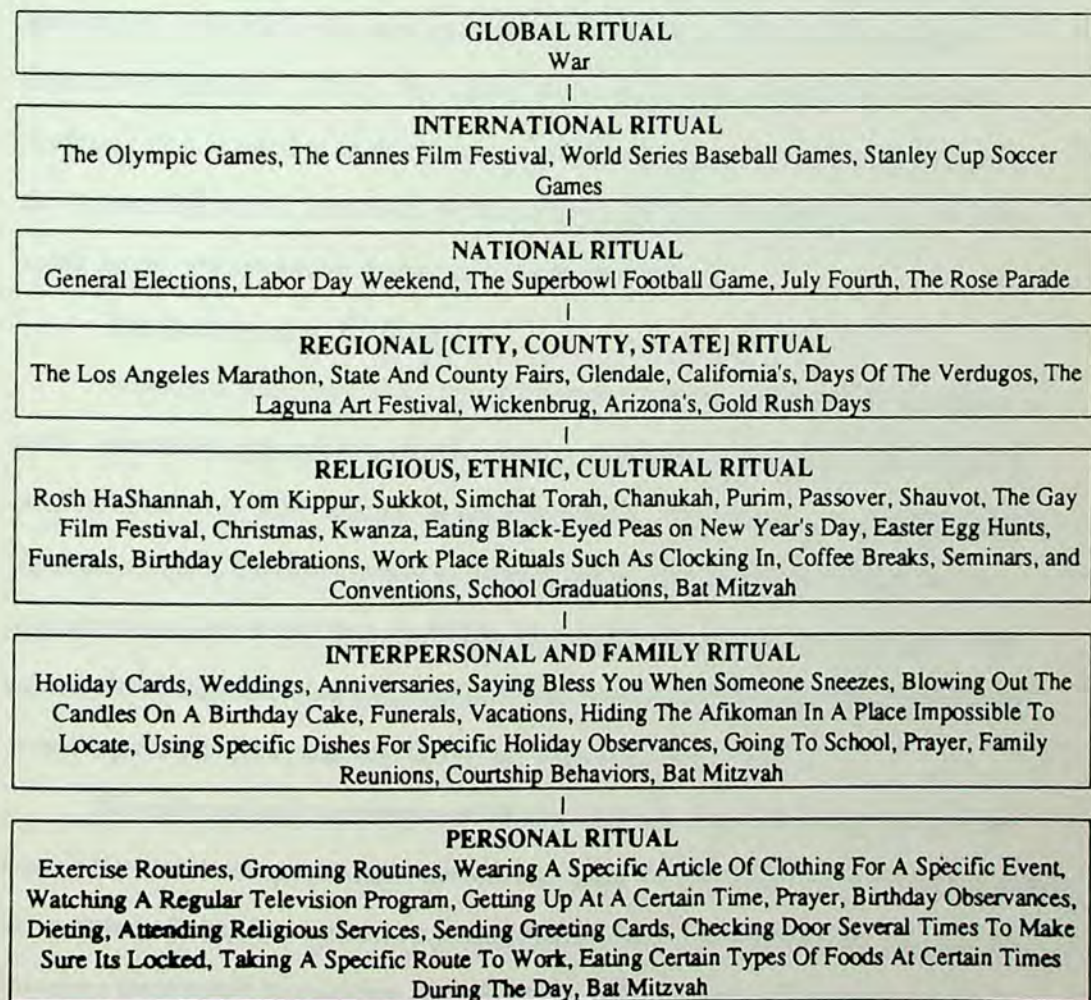 GLOBAL RITUAL
War
INTERNATIONAL RITUAL
The Olympic Games, The Cannes Film Festival, World Series Baseball Games, Stanley Cup Soccer
Games
NATIONAL RITUAL
General Elections, Labor Day Weekend, The Superbowl Football Game, July Fourth, The Rose Parade
REGIONAL [CITY, COUNTY, STATE] RITUAL
The Los Angeles Marathon, State And County Fairs, Glendale, California's, Days Of The Verdugos, The
Laguna Art Festival, Wickenbrug, Arizona's, Gold Rush Days
RELIGIOUS, ETHNIC, CULTURAL RITUAL
Rosh HaShannah, Yom Kippur, Sukkot, Simchat Torah, Chanukah, Purim, Passover, Shauvot, The Gay
Film Festival, Christmas, Kwanza, Eating Black-Eyed Peas on New Year's Day, Easter Egg Hunts,
Funerals, Birthday Celebrations, Work Place Rituals Such As Clocking In, Coffee Breaks, Seminars, and
Conventions, School Graduations, Bat Mitzvah
INTERPERSONAL AND FAMILY RITUAL
Holiday Cards, Weddings, Anniversaries, Saying Bless You When Someone Sneezes, Blowing Out The
Candles On A Birthday Cake, Funerals, Vacations, Hiding The Afikoman In A Place Impossible To
Locate, Using Specific Dishes For Specific Holiday Observances, Going To School, Prayer, Family
Reunions, Courtship Behaviors, Bat Mitzvah
PERSONAL RITUAL
Exercise Routines, Grooming Routines, Wearing A Specific Article Of Clothing For A Specific Event,
Watching A Regular Television Program, Getting Up At A Certain Time, Prayer, Birthday Observances,
Dieting, Attending Religious Services, Sending Greeting Cards, Checking Door Several Times To Make
Sure Its Locked, Taking A Specific Route To Work, Eating Certain Types Of Foods At Certain Times
During The Day, Bat Mitzvah